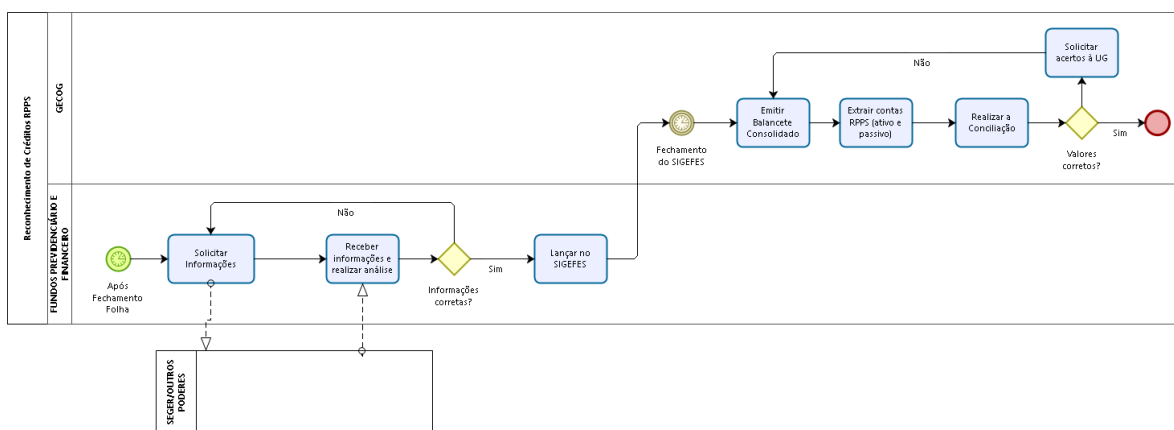 Reconhecimento de Créditos RPPS
GECOG
Solicitar
acertos à UG
Não
Emitir
Balancete
Consolidado
Extrair contas
RPPS (ativo e
passivo)
Realizar a
Conciliação
Sim
Fechamento
do SIGEFES
Valores
corretos?
FUNDOS PREVIDENCIÁRIO E
FINANCEIRO
Não
Solicitar
Informações
Receber
informações e
realizar análise
Lançar no
SIGEFES
Sim
Após
Fechamento
Folha
Informações
corretas?
SEGER/OUTROS
PODERES